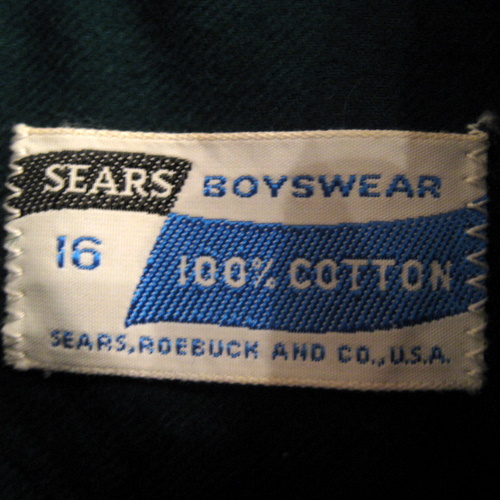 SEARS BOYSWEAR
16 100% COTTON
SEARS, ROEBUCK AND CO., U.S.A.